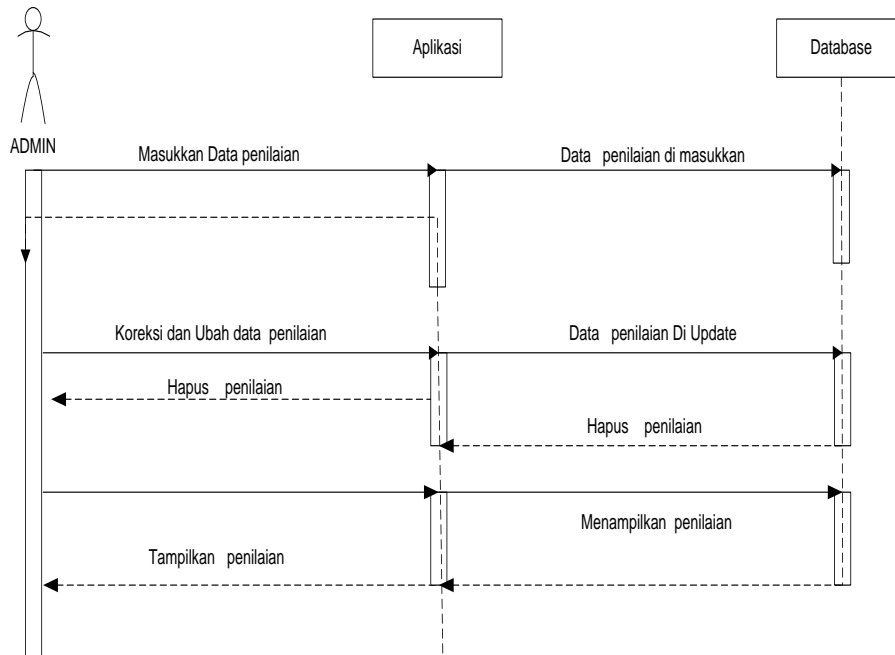 Aplikasi
Database
ADMIN
Masukkan Data penilaian
Data penilaian di masukkan
Koreksi dan Ubah data penilaian
Data penilaian Di Update
Hapus penilaian
Hapus penilaian
Menampilkan penilaian
Tampilkan penilaian